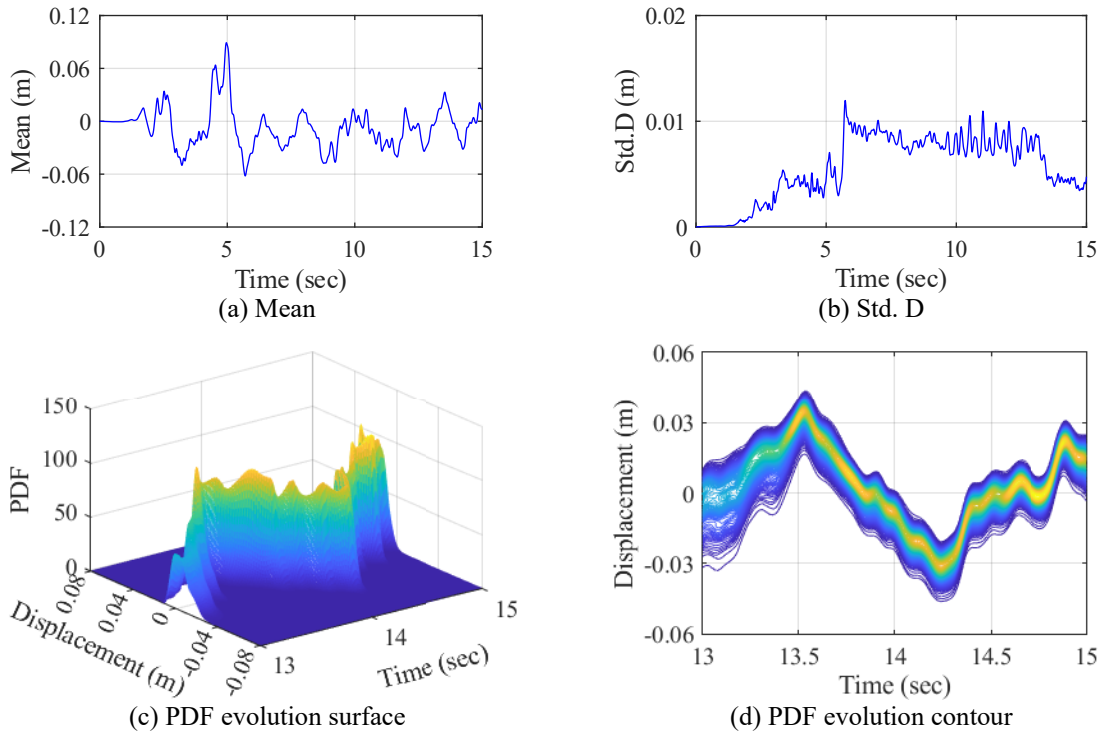 0.12
0.06
0
-0.06
-0.12
Mean (m)
0 5 10 15
Time (sec)
(a) Mean
0.02
0.01
0
Std.D (m)
0 5 10 15
Time (sec)
(b) Std. D
150
100
50
0
PDF
0.08
0.04
0
-0.04
-0.08
Displacement (m)
13
14
15
Time (sec)
(c) PDF evolution surface
0.06
0.03
0
-0.03
-0.06
Displacement (m)
13 13.5 14 14.5 15
Time (sec)
(d) PDF evolution contour